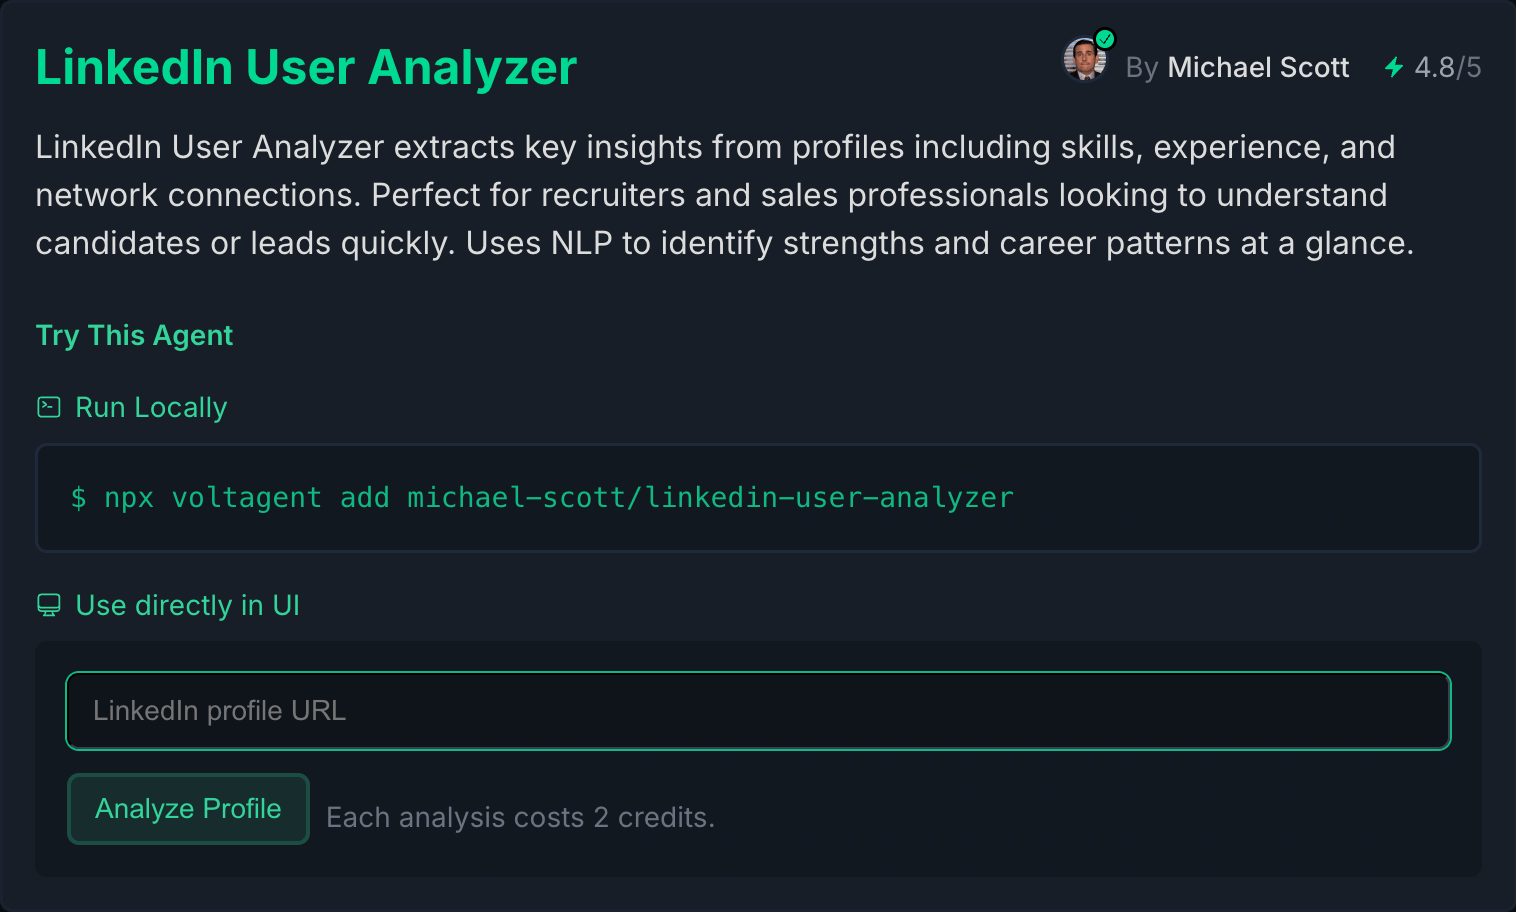 LinkedIn User Analyzer
By Michael Scott 4.8/5
LinkedIn User Analyzer extracts key insights from profiles including skills, experience, and
network connections. Perfect for recruiters and sales professionals looking to understand
candidates or leads quickly. Uses NLP to identify strengths and career patterns at a glance.
Try This Agent
Run Locally
$ npx voltagent add michael-scott/linkedin-user-analyzer
Use directly in UI
LinkedIn profile URL
Analyze Profile
Each analysis costs 2 credits.